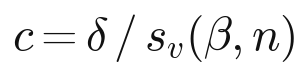 c = δ / s_v(β, n)